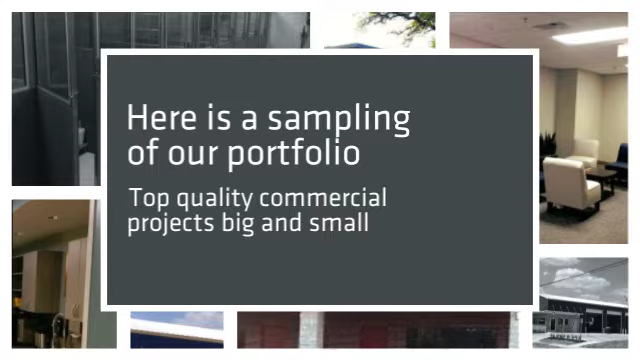 Here is a sampling
of our portfolio
Top quality commercial
projects big and small